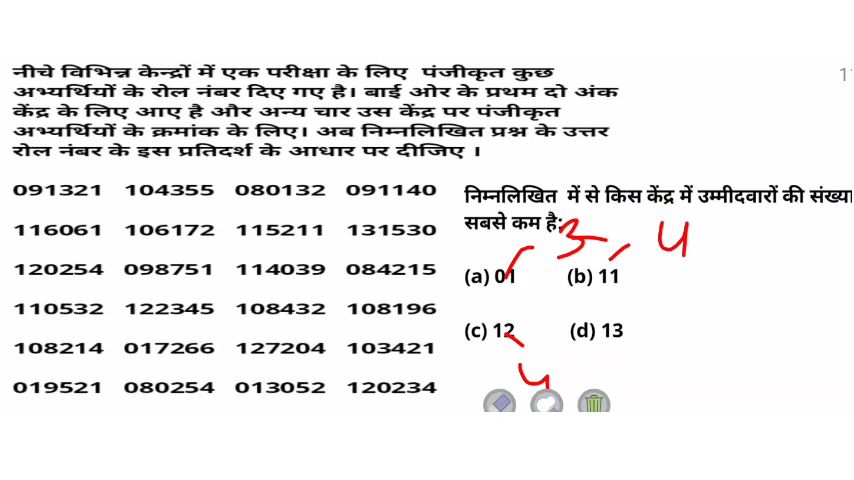 नीचे विभिन्न केन्द्रों में एक परीक्षा के लिए पंजीकृत कुछ
अभ्यर्थियों के रोल नंबर दिए गए है। बाई ओर के प्रथम दो अंक
केंद्र के लिए आए है और अन्य चार उस केंद्र पर पंजीकृत
अभ्यर्थियों के क्रमांक के लिए। अब निम्नलिखित प्रश्न के उत्तर
रोल नंबर के इस प्रतिदर्श के आधार पर दीजिए ।
091321 104355 080132 091140
116061 106172 115211 131530
120254 098751 114039 084215
110532 122345 108432 108196
108214 017266 127204 103421
019521 080254 013052 120234
निम्नलिखित में से किस केंद्र में उम्मीदवारों की संख्या
सबसे कम है:
3 4
(a) 01 (b) 11
(c) 12 (d) 13
4